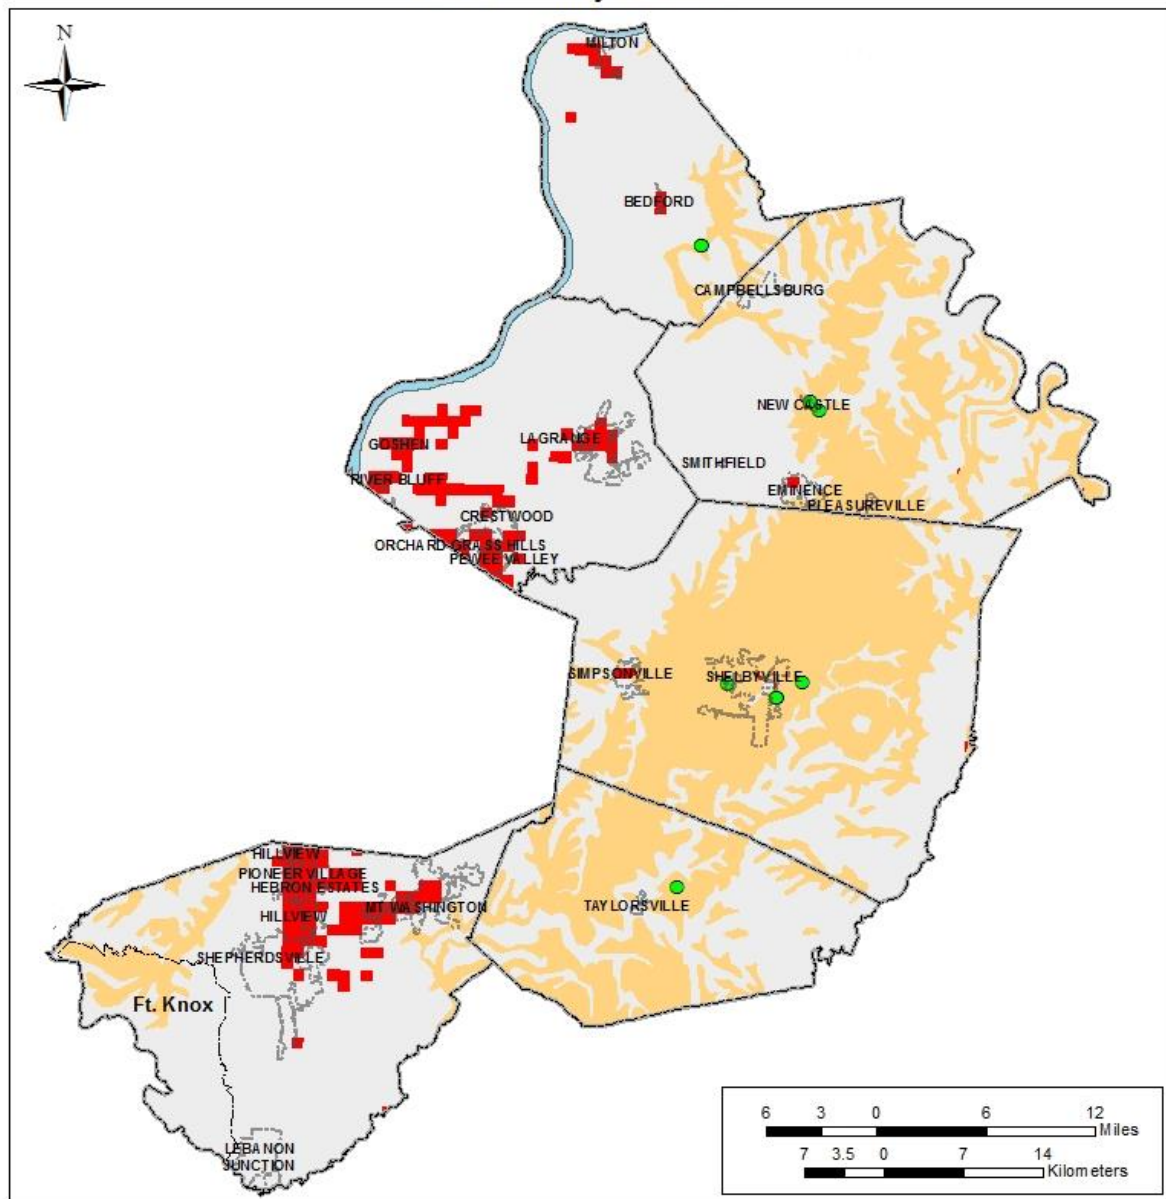 N
MILTON
BEDFORD
CAMPBELLSBURG
NEW CASTLE
GOSHEN
LAGRANGE
SMITHFIELD
RIVER BLUFF
EMINENCE
PLEASUREVILLE
CRESTWOOD
ORCHARD GRASS HILLS
PEWEE VALLEY
SIMPSONVILLE
SHELBYVILLE
HILLVIEW
PIONEER VILLAGE
HEBRON ESTATES
TAYLORSVILLE
MT WASHINGTON
HILLVIEW
SHEPHERDSVILLE
Ft. Knox
LEBANON
JUNCTION
6 3 0 6 12
Miles
7 3.5 0 7 14
Kilometers